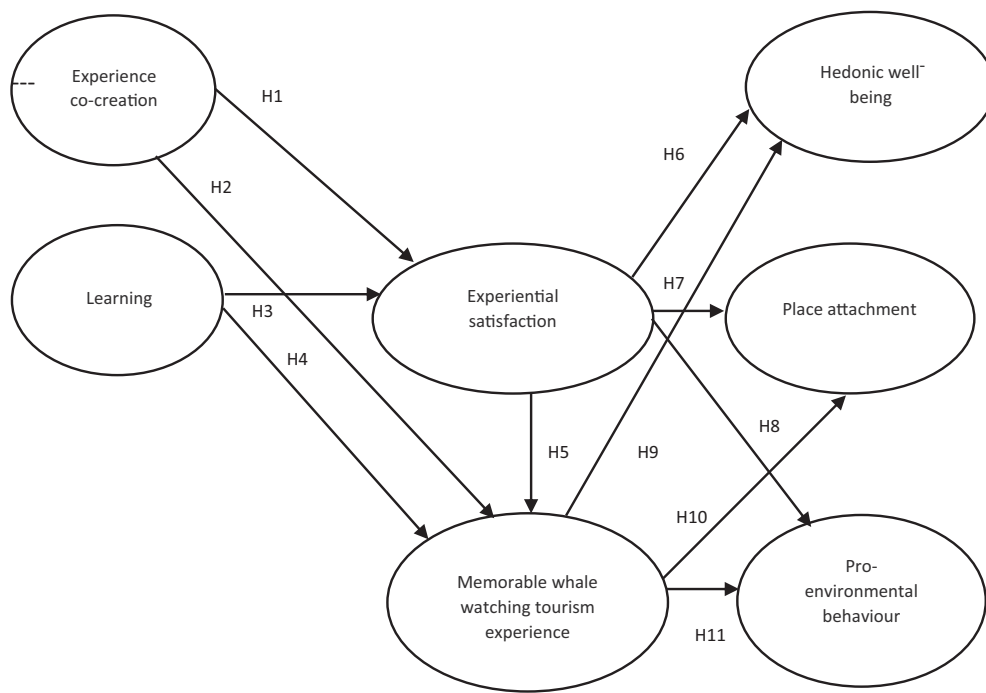 Experience
co-creation
H1
H2
Learning
H3
H4
Experiential
satisfaction
H5
Memorable whale
watching tourism
experience
H6
H7
H8
H9
H10
H11
Hedonic well-
being
Place attachment
Pro-
environmental
behaviour